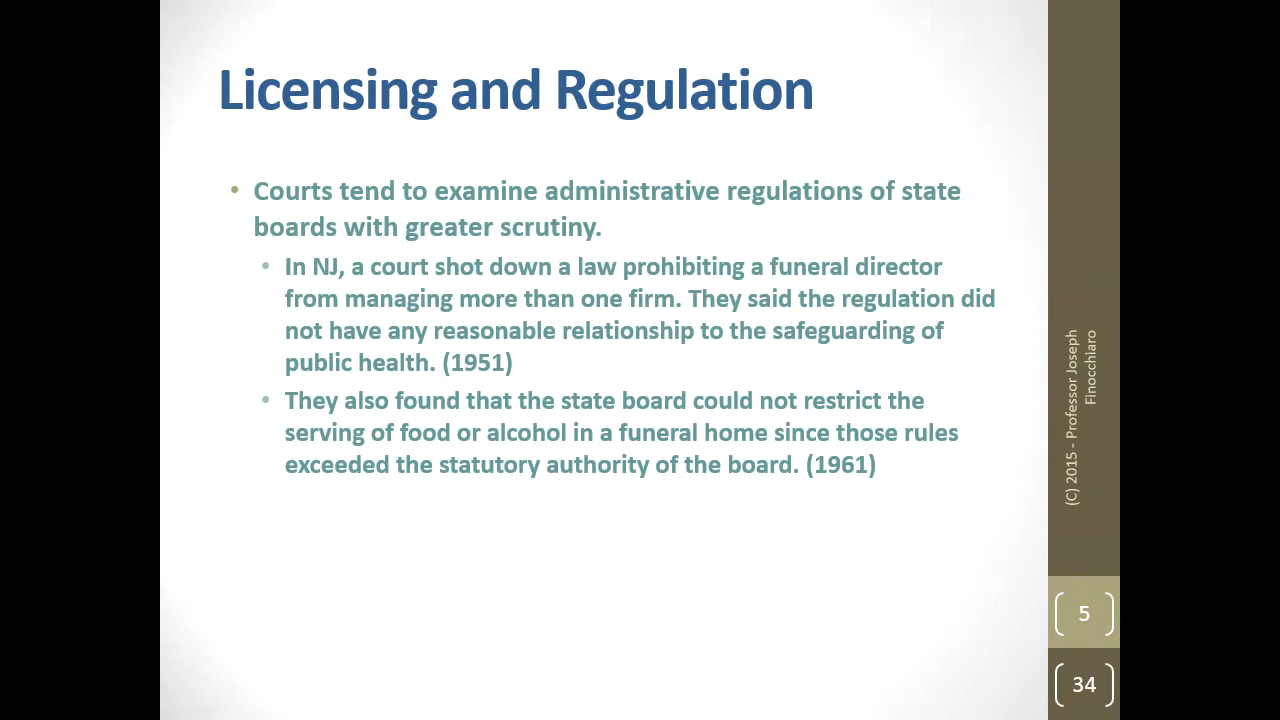 Licensing and Regulation
• Courts tend to examine administrative regulations of state
boards with greater scrutiny.
• In NJ, a court shot down a law prohibiting a funeral director
from managing more than one firm. They said the regulation did
not have any reasonable relationship to the safeguarding of
public health. (1951)
• They also found that the state board could not restrict the
serving of food or alcohol in a funeral home since those rules
exceeded the statutory authority of the board. (1961)
(C) 2015 - Professor Joseph
Finocchiaro
5
34